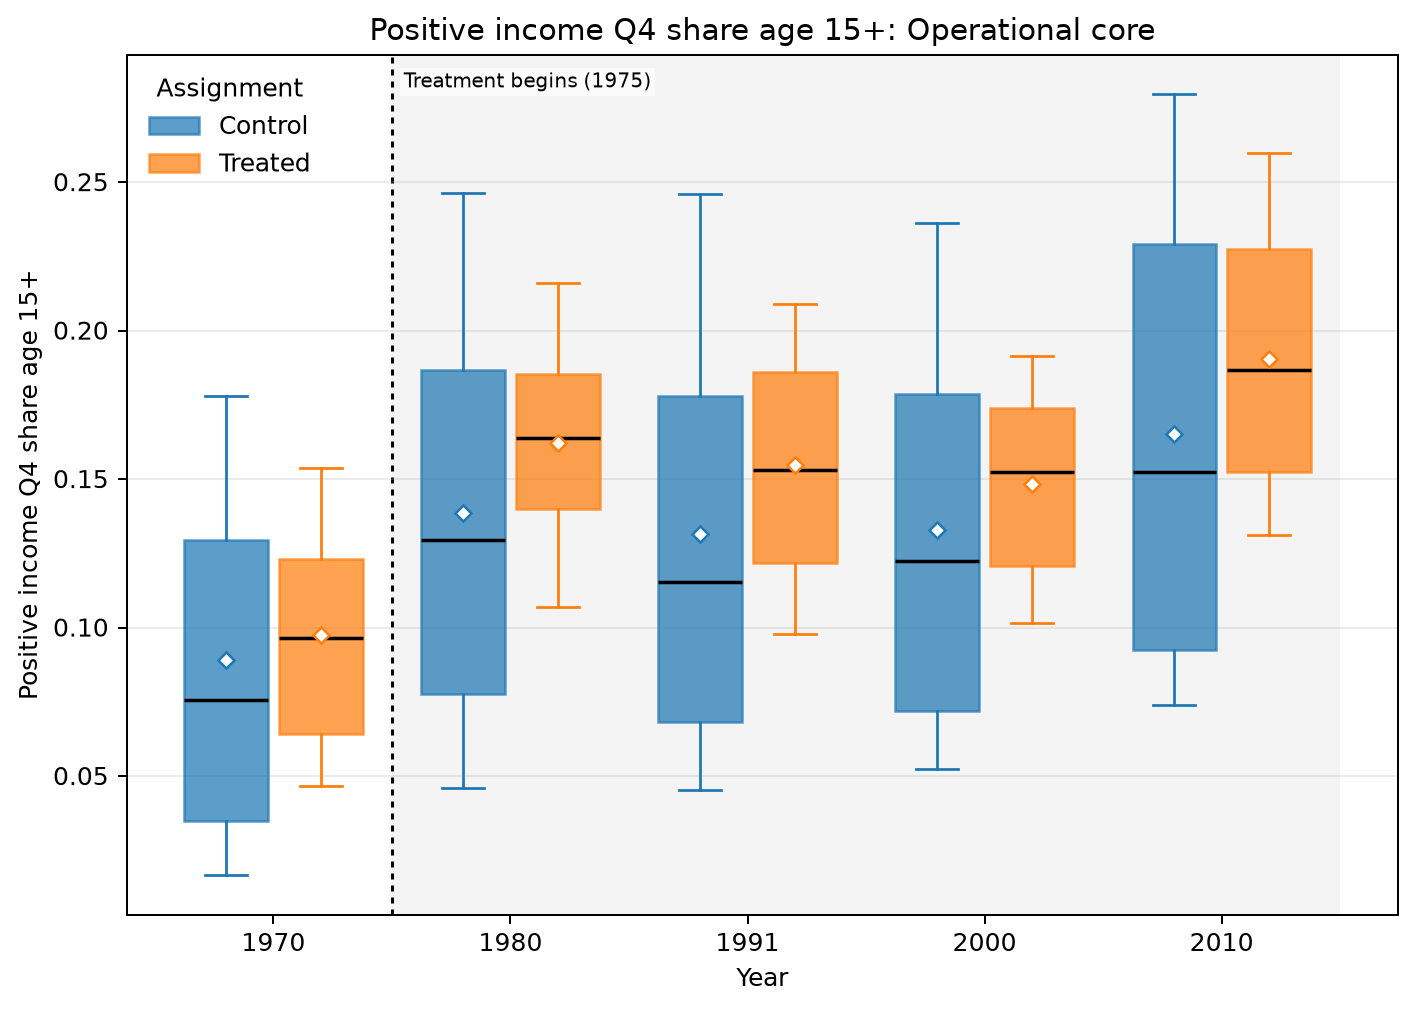 Positive income Q4 share age 15+: Operational core
Assignment
Control
Treated
Treatment begins (1975)
Positive income Q4 share age 15+
0.25
0.20
0.15
0.10
0.05
1970
1980
1991
2000
2010
Year